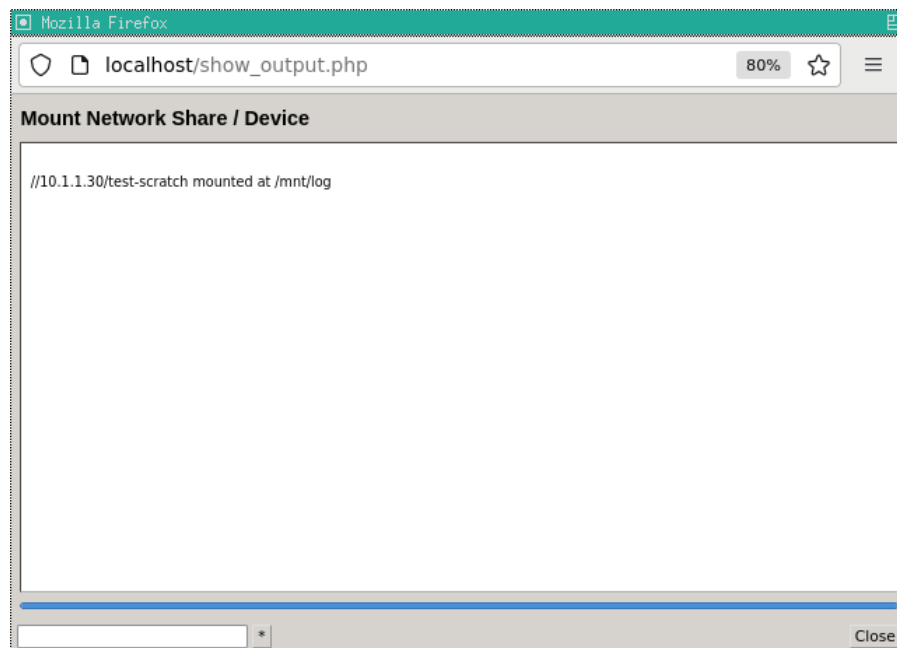 Mozilla Firefox
localhost/show_output.php 80%
Mount Network Share / Device
//10.1.1.30/test-scratch mounted at /mnt/log
* Close